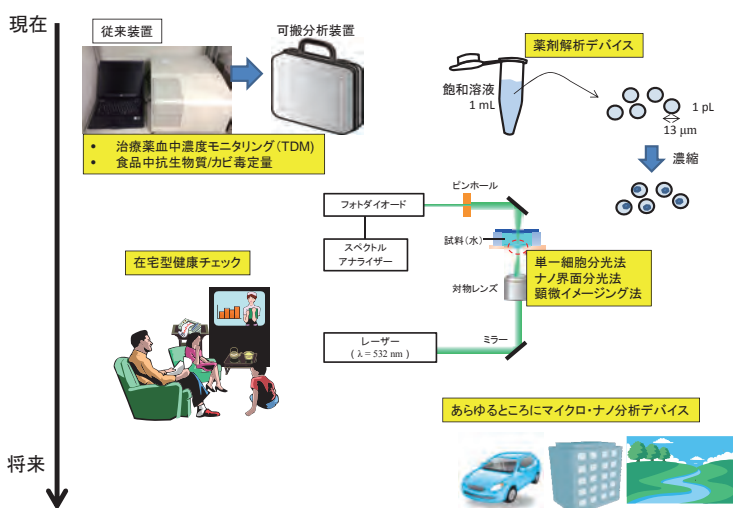 現在
従来装置
可搬分析装置
• 治療薬血中濃度モニタリング(TDM)
• 食品中抗生物質/カビ毒定量
薬剤解析デバイス
飽和溶液
1 mL
1 pL
13 μm
濃縮
ピンホール
フォトダイオード
スペクトル
アナライザー
試料(水)
単一細胞分光法
ナノ界面分光法
顕微イメージング法
対物レンズ
ミラー
レーザー
( λ = 532 nm )
在宅型健康チェック
あらゆるところにマイクロ・ナノ分析デバイス
将来